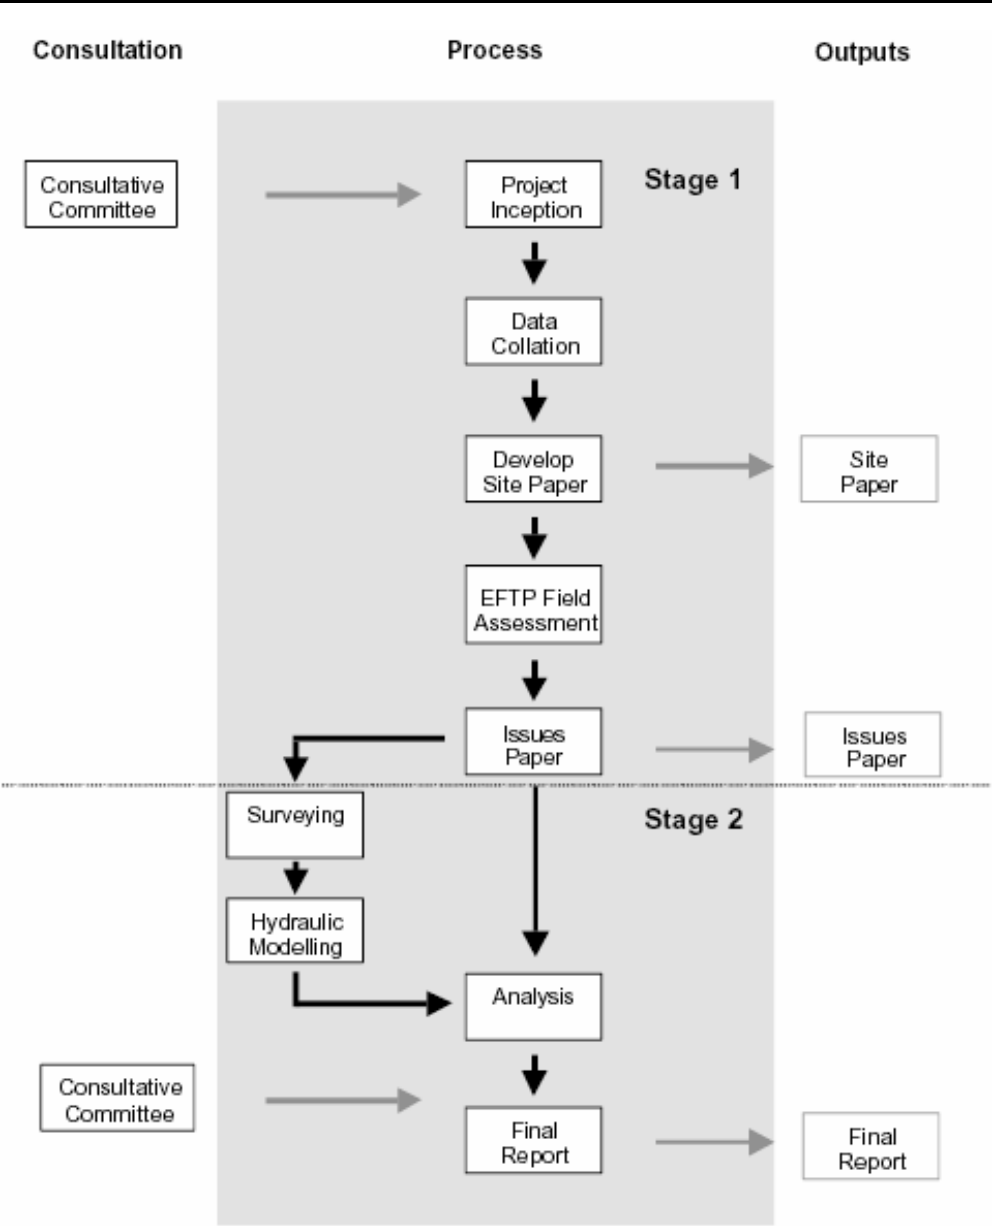 Consultation
Process
Outputs
Stage 1
Consultative
Committee
Project
Inception
Data
Collation
Develop
Site Paper
Site
Paper
EFTP Field
Assessment
Issues
Paper
Issues
Paper
Stage 2
Surveying
Hydraulic
Modelling
Analysis
Consultative
Committee
Final
Report
Final
Report